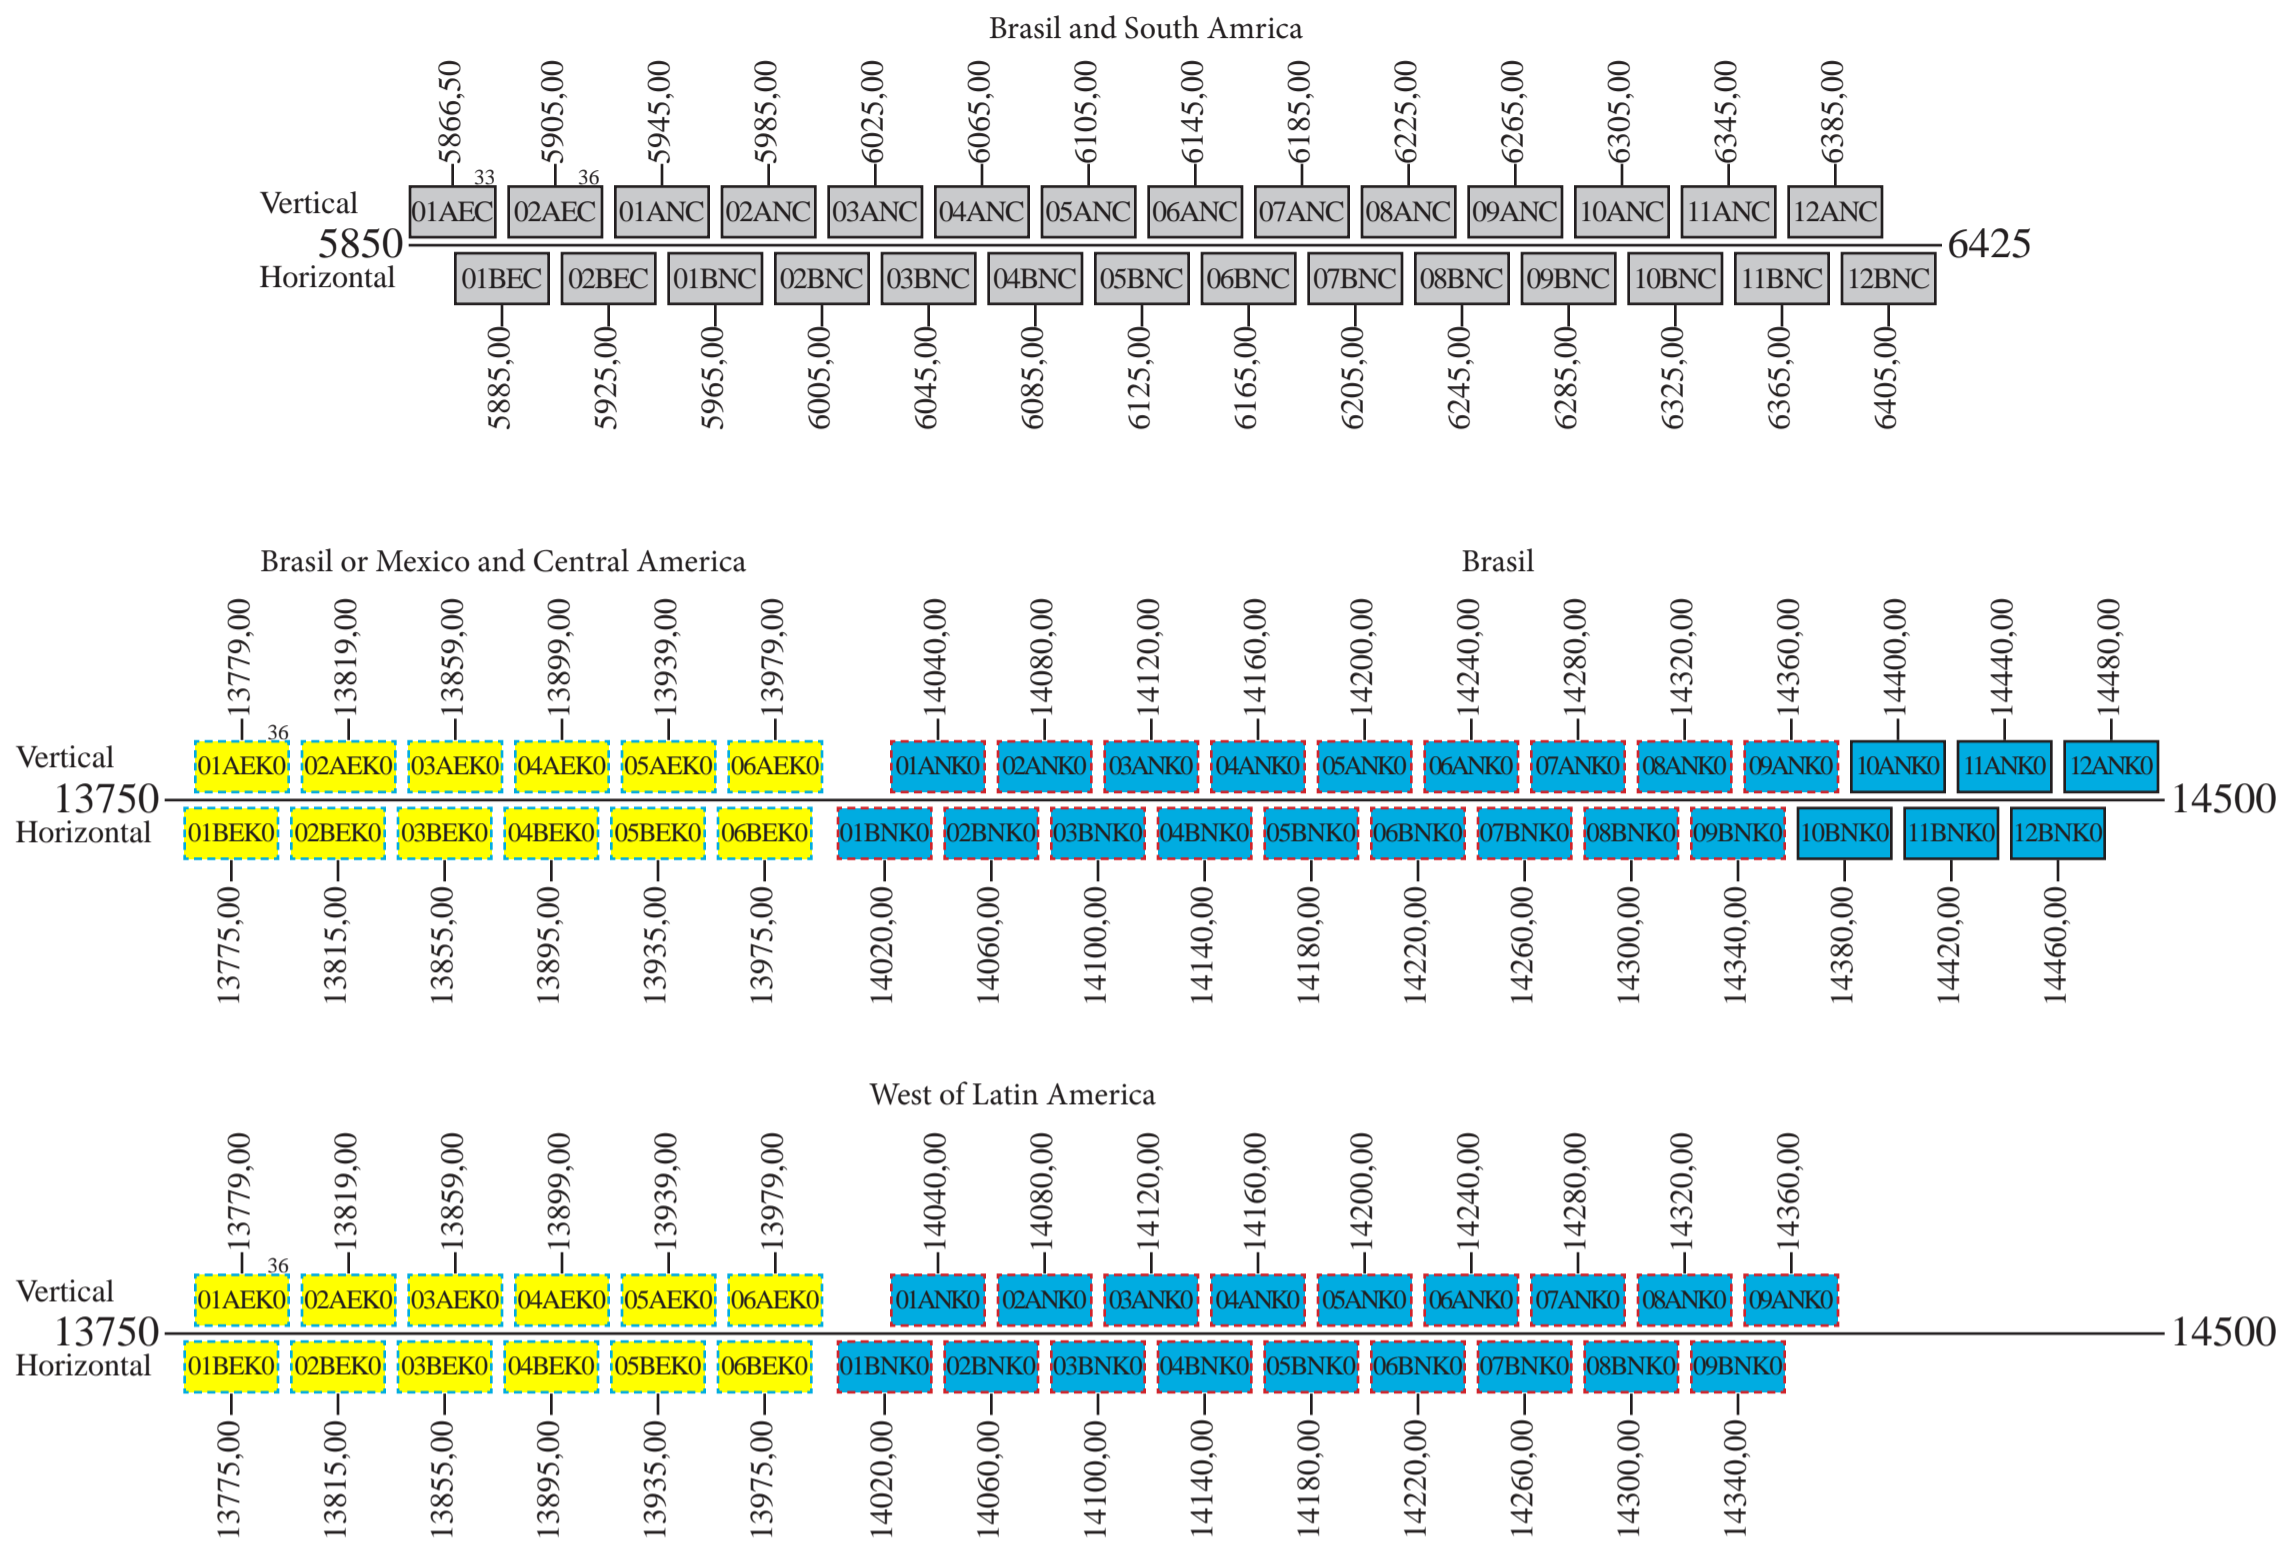 Brasil and South Amrica
5866,50 5905,00 5945,00 5985,00 6025,00 6065,00 6105,00 6145,00 6185,00 6225,00 6265,00 6305,00 6345,00 6385,00
33 36
Vertical 01AEC 02AEC 01ANC 02ANC 03ANC 04ANC 05ANC 06ANC 07ANC 08ANC 09ANC 10ANC 11ANC 12ANC
5850 6425
Horizontal 01BEC 02BEC 01BNC 02BNC 03BNC 04BNC 05BNC 06BNC 07BNC 08BNC 09BNC 10BNC 11BNC 12BNC
5885,00 5925,00 5965,00 6005,00 6045,00 6085,00 6125,00 6165,00 6205,00 6245,00 6285,00 6325,00 6365,00 6405,00
Brasil or Mexico and Central America Brasil
13779,00 13819,00 13859,00 13899,00 13939,00 13979,00 14040,00 14080,00 14120,00 14160,00 14200,00 14240,00 14280,00 14320,00 14360,00 14400,00 14440,00 14480,00
36
Vertical 01AEK0 02AEK0 03AEK0 04AEK0 05AEK0 06AEK0 01ANK0 02ANK0 03ANK0 04ANK0 05ANK0 06ANK0 07ANK0 08ANK0 09ANK0 10ANK0 11ANK0 12ANK0
13750 14500
Horizontal 01BEK0 02BEK0 03BEK0 04BEK0 05BEK0 06BEK0 01BNK0 02BNK0 03BNK0 04BNK0 05BNK0 06BNK0 07BNK0 08BNK0 09BNK0 10BNK0 11BNK0 12BNK0
13775,00 13815,00 13855,00 13895,00 13935,00 13975,00 14020,00 14060,00 14100,00 14140,00 14180,00 14220,00 14260,00 14300,00 14340,00 14380,00 14420,00 14460,00
West of Latin America
13779,00 13819,00 13859,00 13899,00 13939,00 13979,00 14040,00 14080,00 14120,00 14160,00 14200,00 14240,00 14280,00 14320,00 14360,00
36
Vertical 01AEK0 02AEK0 03AEK0 04AEK0 05AEK0 06AEK0 01ANK0 02ANK0 03ANK0 04ANK0 05ANK0 06ANK0 07ANK0 08ANK0 09ANK0
13750 14500
Horizontal 01BEK0 02BEK0 03BEK0 04BEK0 05BEK0 06BEK0 01BNK0 02BNK0 03BNK0 04BNK0 05BNK0 06BNK0 07BNK0 08BNK0 09BNK0
13775,00 13815,00 13855,00 13895,00 13935,00 13975,00 14020,00 14060,00 14100,00 14140,00 14180,00 14220,00 14260,00 14300,00 14340,00